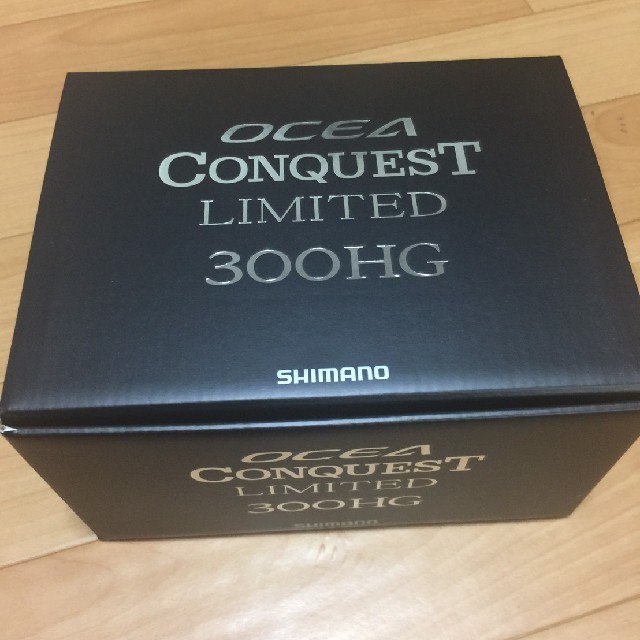 OCEA
CONQUEST
LIMITED
300HG
SHIMANO
OCEA
CONQUEST
LIMITED
300HG
SHIMANO